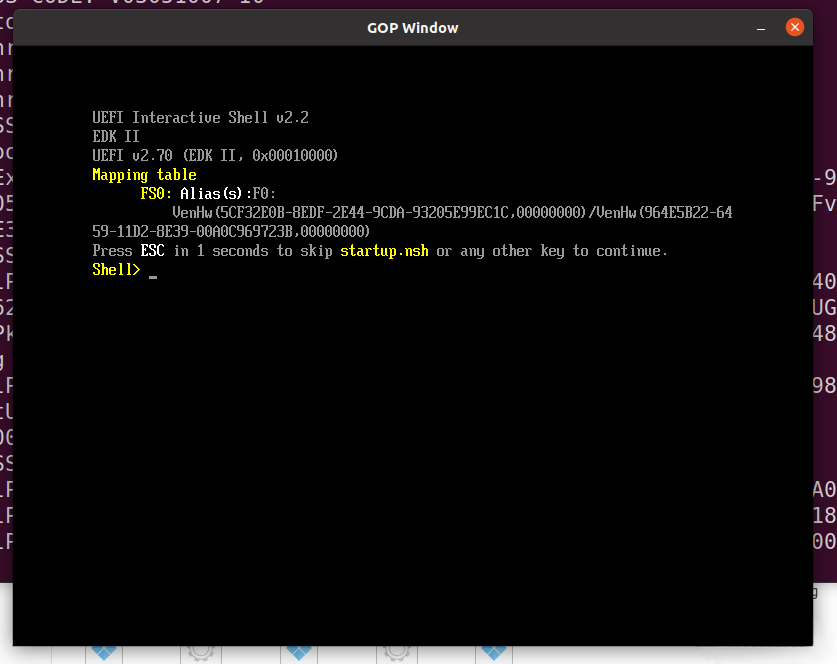 GOP Window
UEFI Interactive Shell v2.2
EDK II
UEFI v2.70 (EDK II, 0x00010000)
Mapping table
FS0: Alias(s):F0:
VenHw(5CF32E0B-8EDF-2E44-9CDA-93205E99EC1C,00000000)/VenHw(964E5B22-64
59-11D2-8E39-00A0C969723B,00000000)
Press ESC in 1 seconds to skip startup.nsh or any other key to continue.
Shell> _